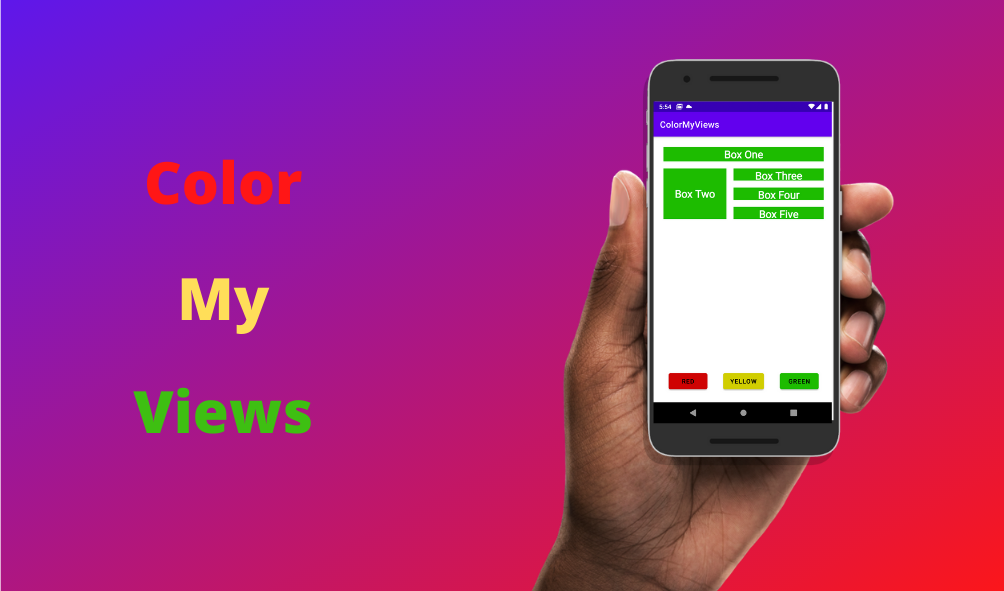 Color
My
Views
5:54
ColorMyViews
Box One
Box Two
Box Three
Box Four
Box Five
RED
YELLOW
GREEN